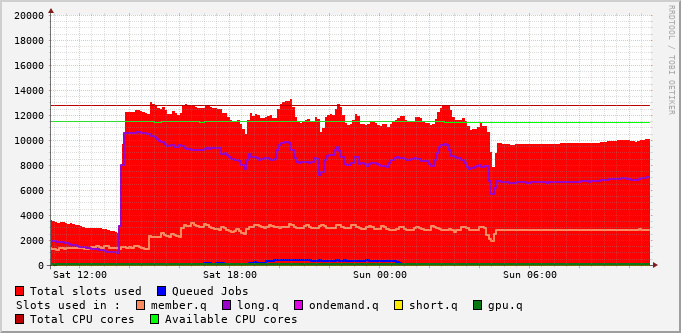 20000
18000
16000
14000
12000
10000
8000
6000
4000
2000
0
Sat 12:00 Sat 18:00 Sun 00:00 Sun 06:00
RRDTOOL / TOBI OETIKER
Total slots used Queued Jobs
Slots used in : member.q long.q ondemand.q short.q gpu.q
Total CPU cores Available CPU cores